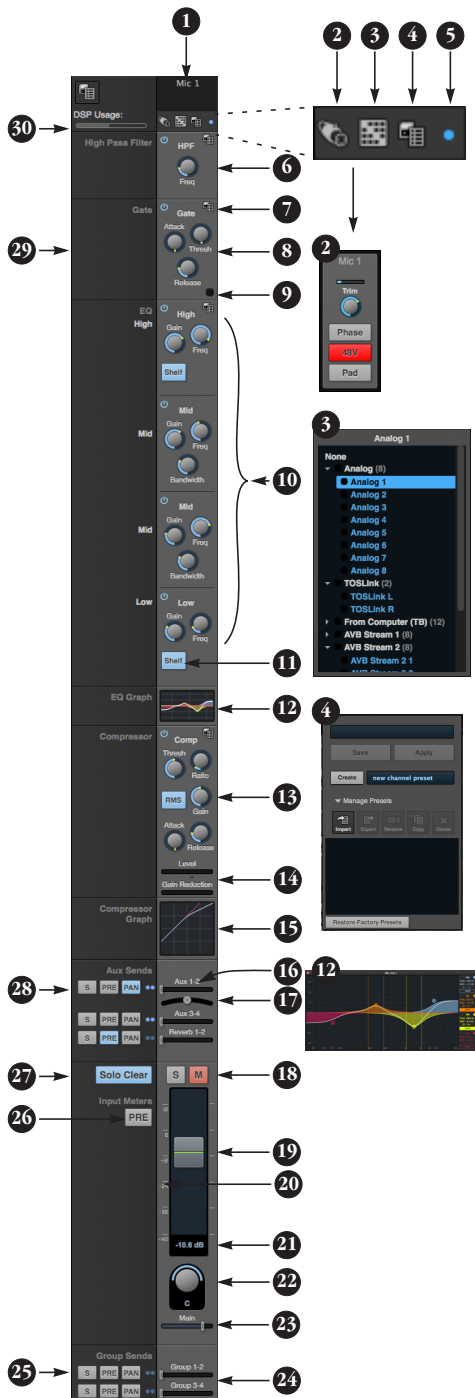 1
2
3
4
5
Mic 1
DSP Usage:
30
High Pass Filter
HPF
Freq
6
29
Gate
Gate
7
Attack
Thresh
8
Release
9
2
Mic 1
Trim
Phase
48V
Pad
EQ
High
High
Gain
Freq
Shelf
Mid
Mid
Gain
Freq
Bandwidth
10
Mid
Mid
Gain
Freq
Bandwidth
Low
Low
Gain
Freq
Shelf
11
3
Analog 1
None
Analog (8)
Analog 1
Analog 2
Analog 3
Analog 4
Analog 5
Analog 6
Analog 7
Analog 8
TOSLink (2)
TOSLink L
TOSLink R
From Computer (TB) (12)
AVB Stream 1 (8)
AVB Stream 2 (8)
AVB Stream 2 1
EQ Graph
12
4
Save
Apply
Create
new channel preset
Manage Presets
Import
Export
Rename
Copy
Delete
Restore Factory Presets
Compressor
Comp
Thresh
Ratio
13
RMS
Gain
Attack
Release
Level
Gain Reduction
14
Compressor
Graph
15
Aux Sends
16
12
28
S PRE PAN
Aux 1-2
17
S PRE PAN
Aux 3-4
S PRE PAN
Reverb 1-2
27
Solo Clear
S M
18
Input Meters
26
PRE
19
20
-10.6 dB
21
C
22
Main
23
Group Sends
25
S PRE PAN
Group 1-2
24
S PRE PAN
Group 3-4